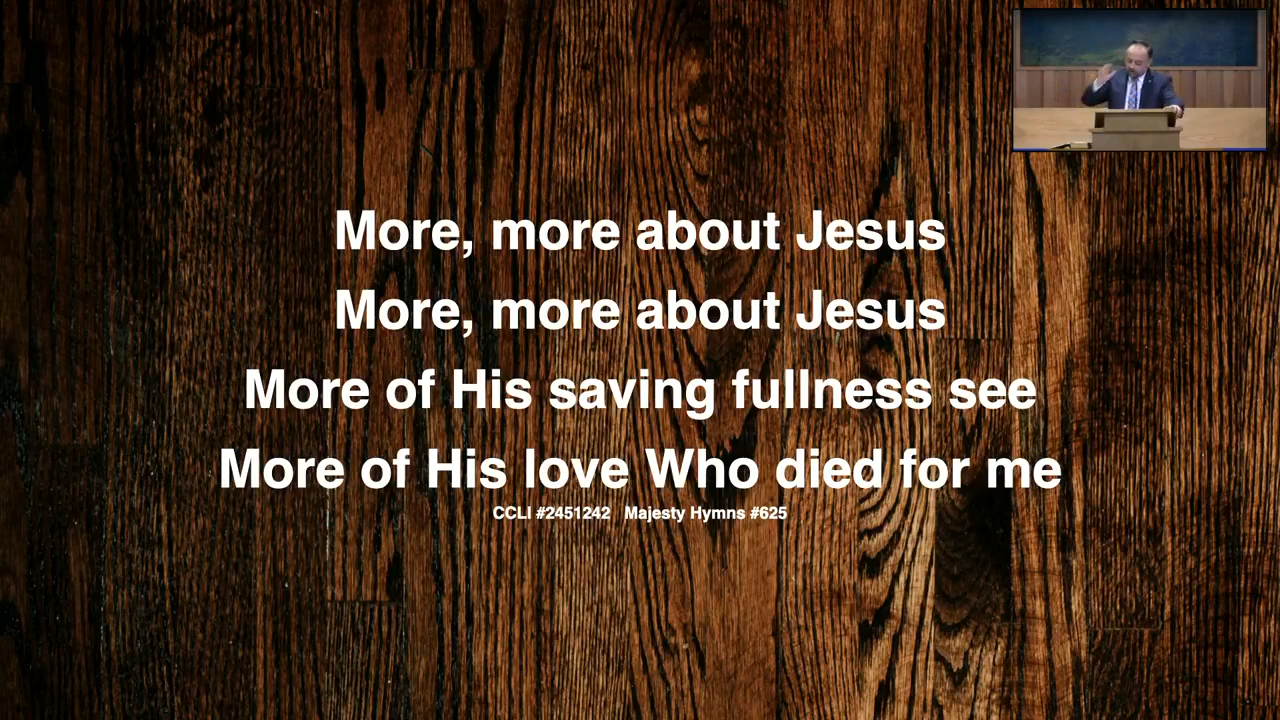 More, more about Jesus
More, more about Jesus
More of His saving fullness see
More of His love Who died for me
CCLI #2451242 Majesty Hymns #625